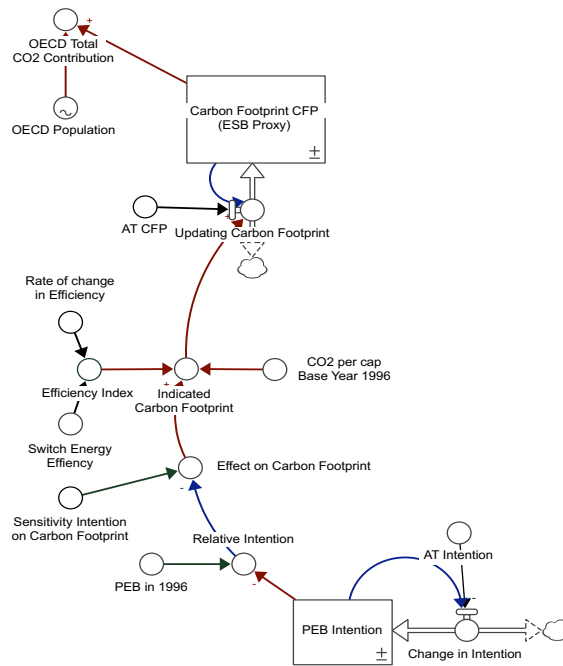 +
OECD Total
CO2 Contribution
OECD Population
Carbon Footprint CFP
(ESB Proxy)
±
AT CFP
+
Updating Carbon Footprint
Rate of change
in Efficiency
CO2 per cap
Base Year 1996
+
Efficiency Index
Indicated
Carbon Footprint
Switch Energy
Effiency
Effect on Carbon Footprint
-
Sensitivity Intention
on Carbon Footprint
Relative Intention
AT Intention
PEB in 1996
-
-
PEB Intention
±
Change in Intention